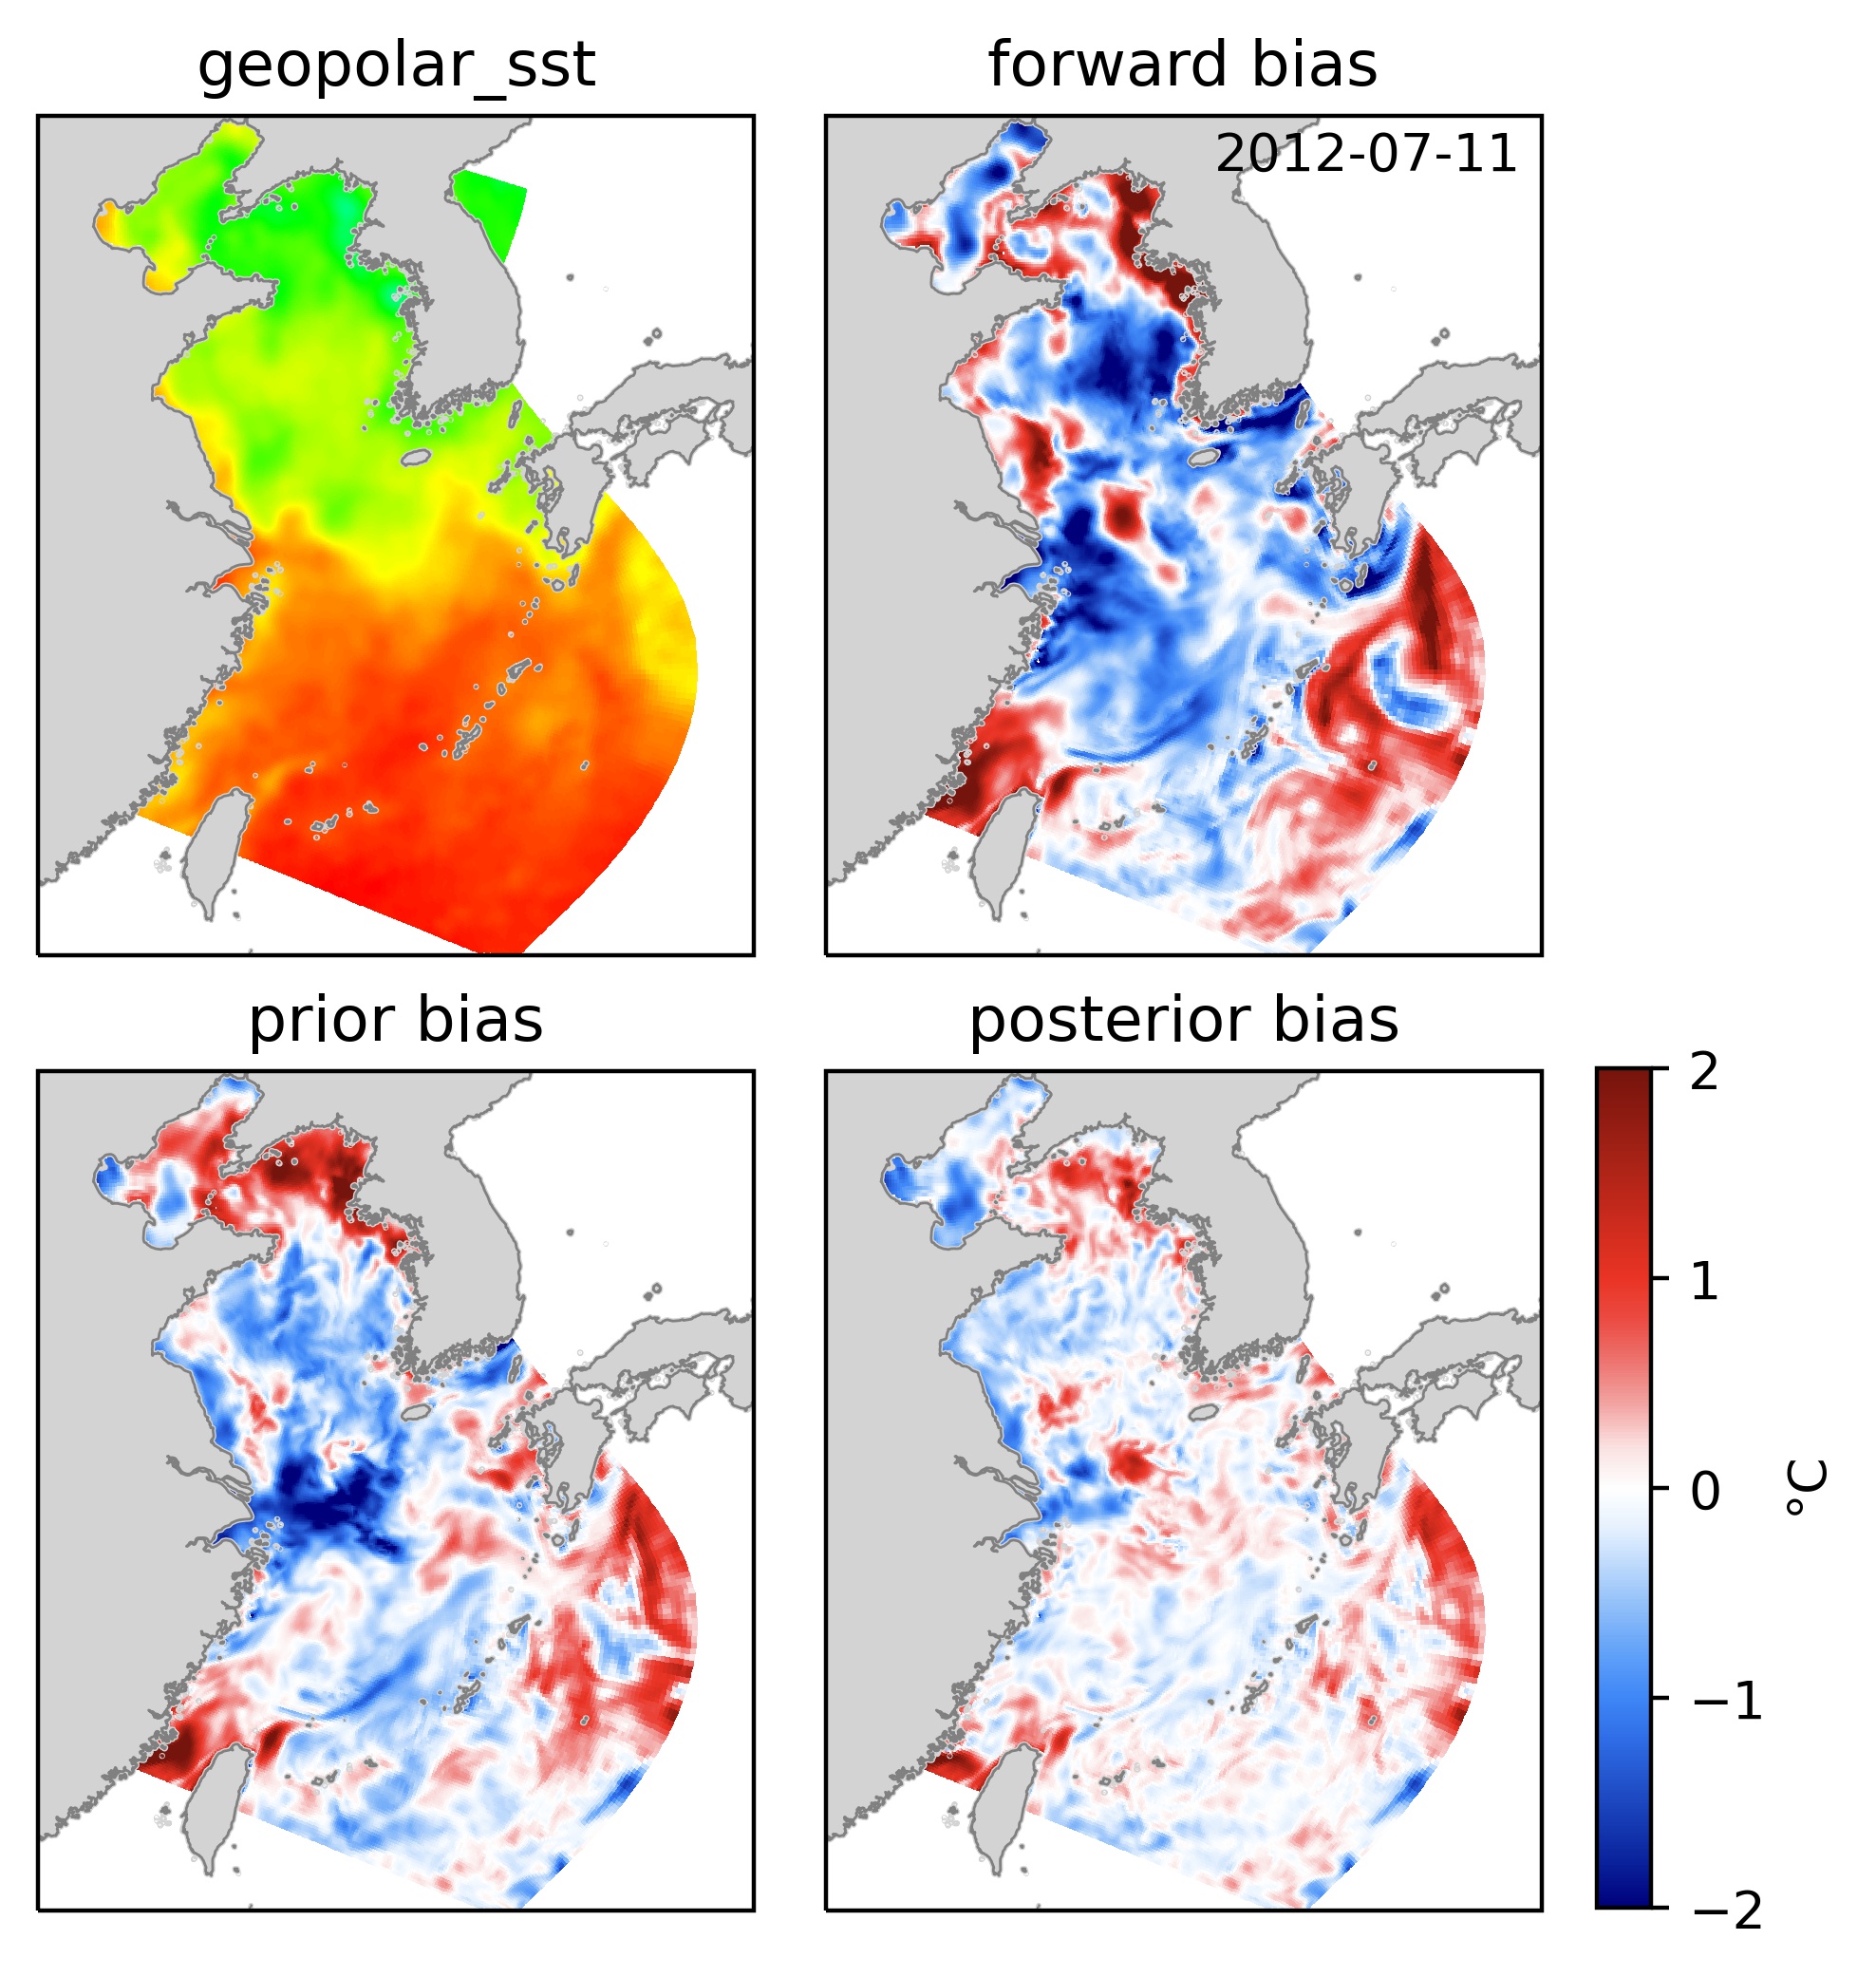 geopolar_sst
forward bias
2012-07-11
prior bias
posterior bias
2
1
0
−1
−2
°C